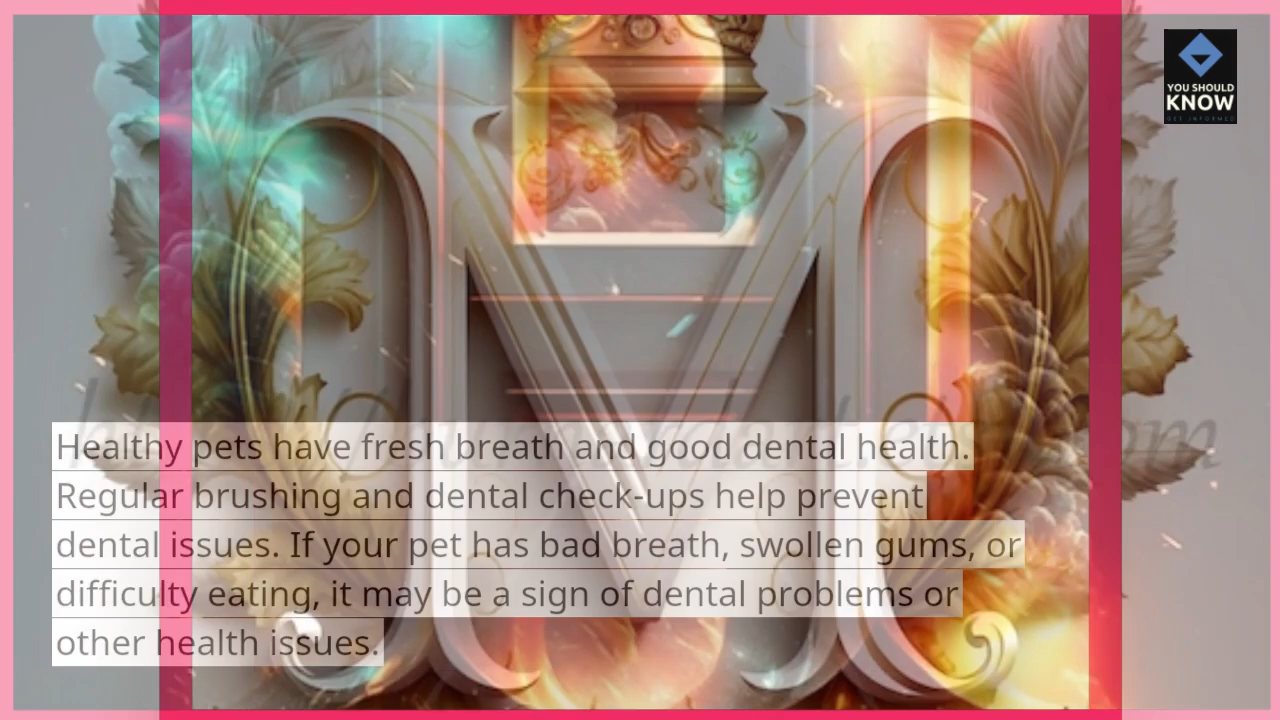 YOU SHOULD
KNOW
GET INFORMED
Healthy pets have fresh breath and good dental health.
Regular brushing and dental check-ups help prevent
dental issues. If your pet has bad breath, swollen gums, or
difficulty eating, it may be a sign of dental problems or
other health issues.